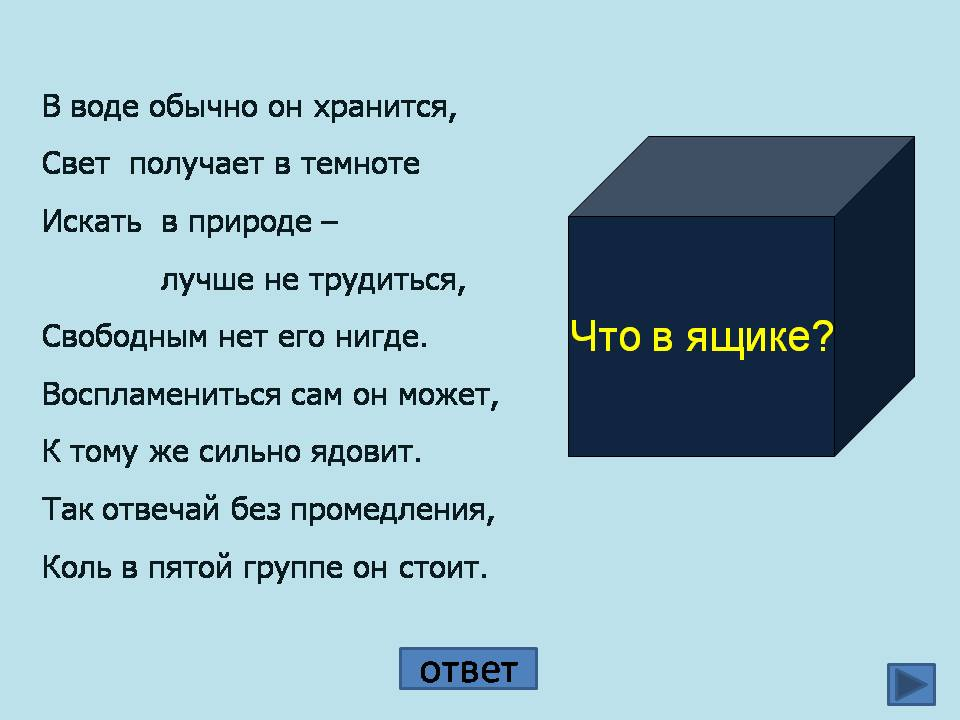 В воде обычно он хранится,
Свет получает в темноте
Искать в природе –
лучше не трудиться,
Свободным нет его нигде.
Воспламениться сам он может,
К тому же сильно ядовит.
Так отвечай без промедления,
Коль в пятой группе он стоит.
Что в ящике?
ответ